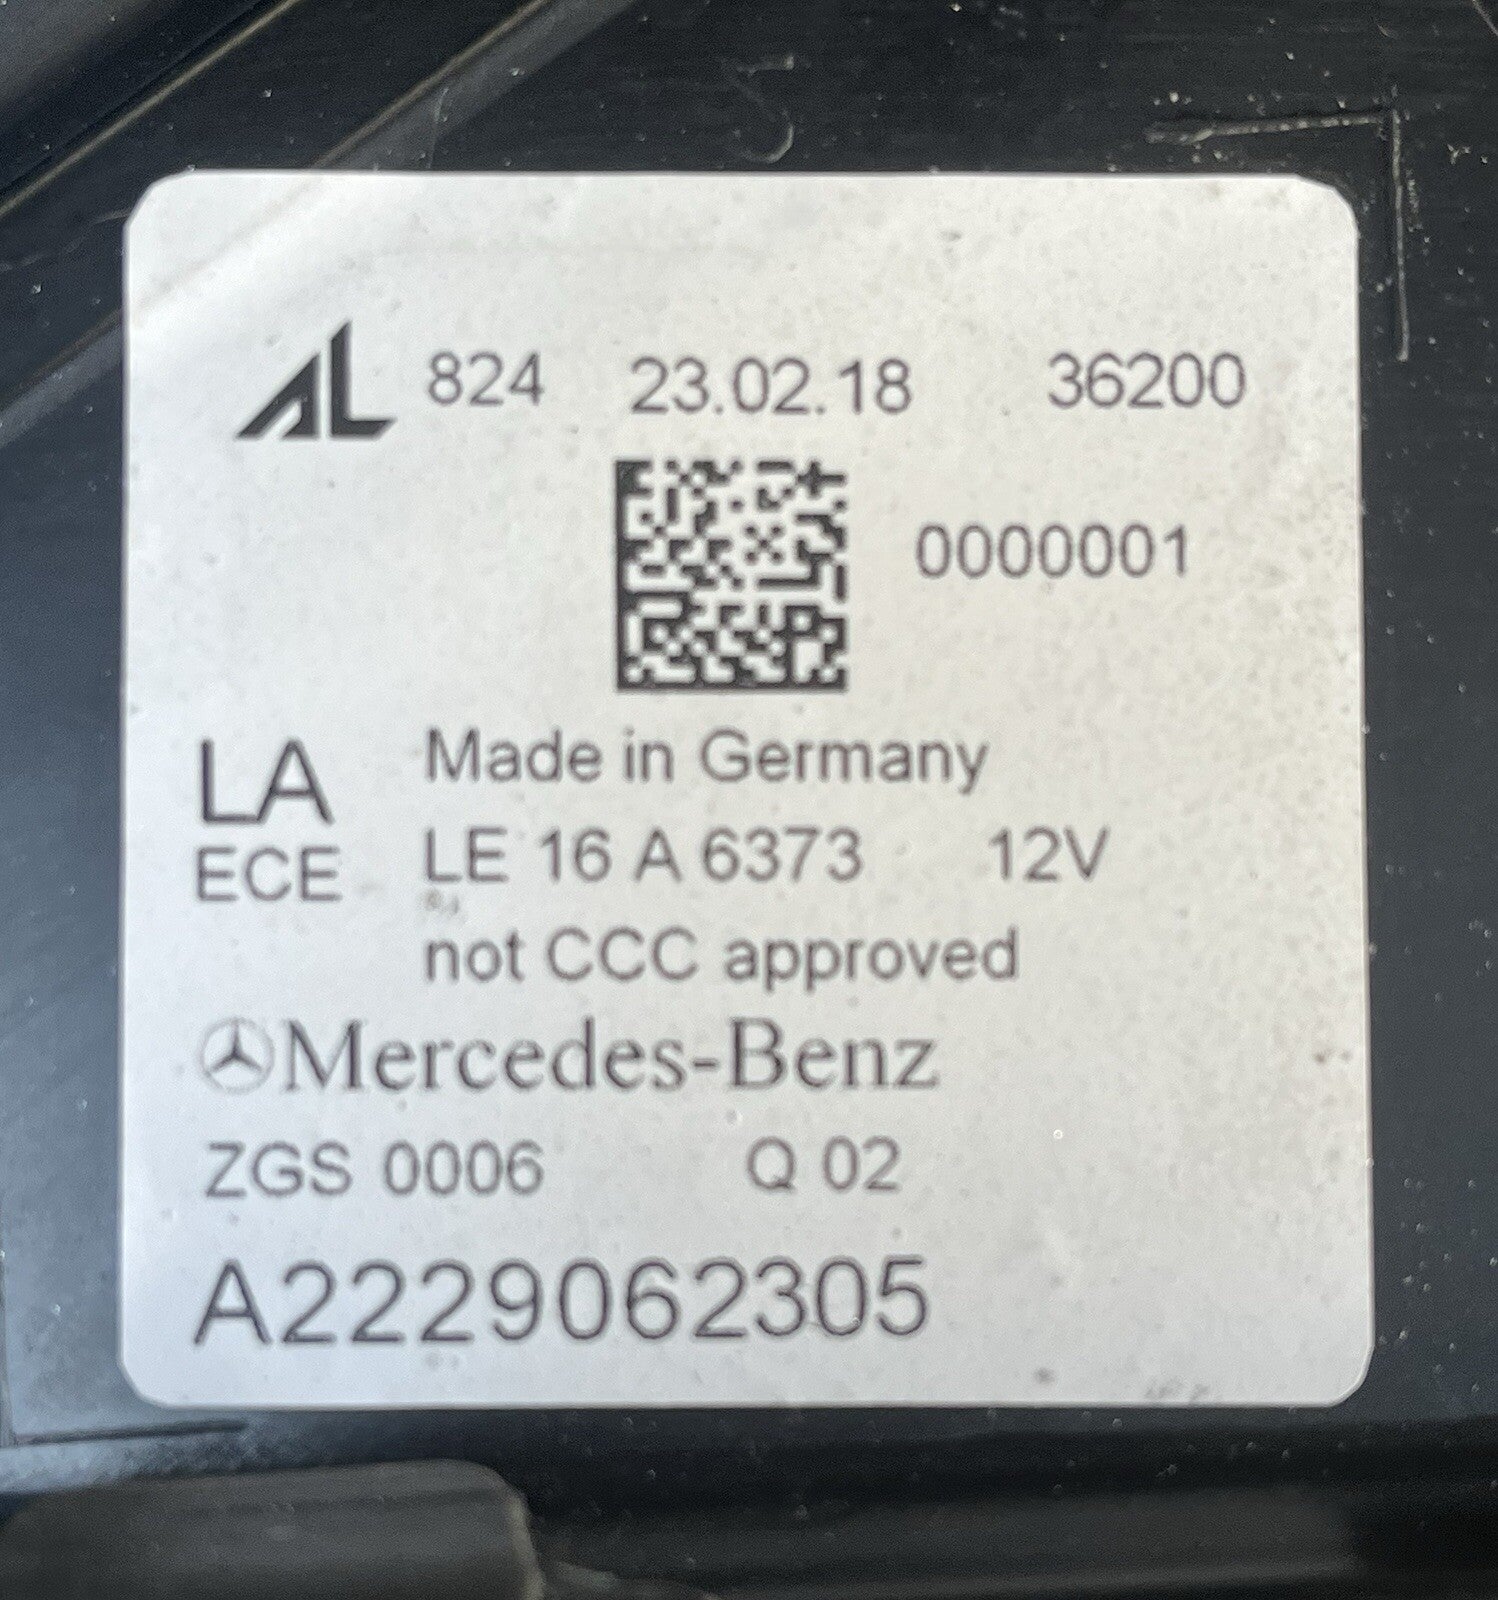 AL 824 23.02.18 36200
0000001
LA Made in Germany
ECE LE 16 A 6373 12V
not CCC approved
Mercedes-Benz
ZGS 0006 Q 02
A2229062305